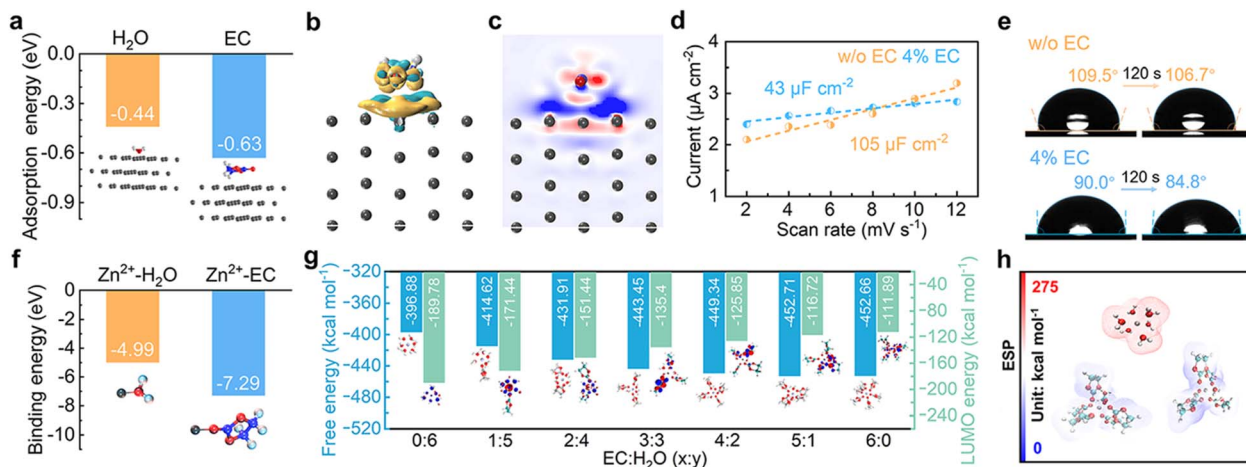 a
H₂O
EC
Adsorption energy (eV)
0.0
-0.3
-0.6
-0.9
-0.44
-0.63
b
c
d
w/o EC 4% EC
43 µF cm⁻²
105 µF cm⁻²
Current (µA cm⁻²)
4
3
2
1
2 4 6 8 10 12
Scan rate (mV s⁻¹)
e
w/o EC
109.5° 120 s 106.7°
4% EC
90.0° 120 s 84.8°
f
Zn²⁺-H₂O
Zn²⁺-EC
Binding energy (eV)
0
-2
-4
-6
-8
-10
-4.99
-7.29
g
Free energy (kcal mol⁻¹)
-320
-360
-400
-440
-480
-520
-396.88
-189.78
-414.62
-171.44
-431.91
-151.44
-443.45
-135.4
-449.34
-125.85
-452.71
-116.72
-452.66
-111.89
-40
-80
-120
-160
-200
-240
LUMO energy (kcal mol⁻¹)
0:6 1:5 2:4 3:3 4:2 5:1 6:0
EC:H₂O (x:y)
h
275
ESP
Unit: kcal mol⁻¹
0